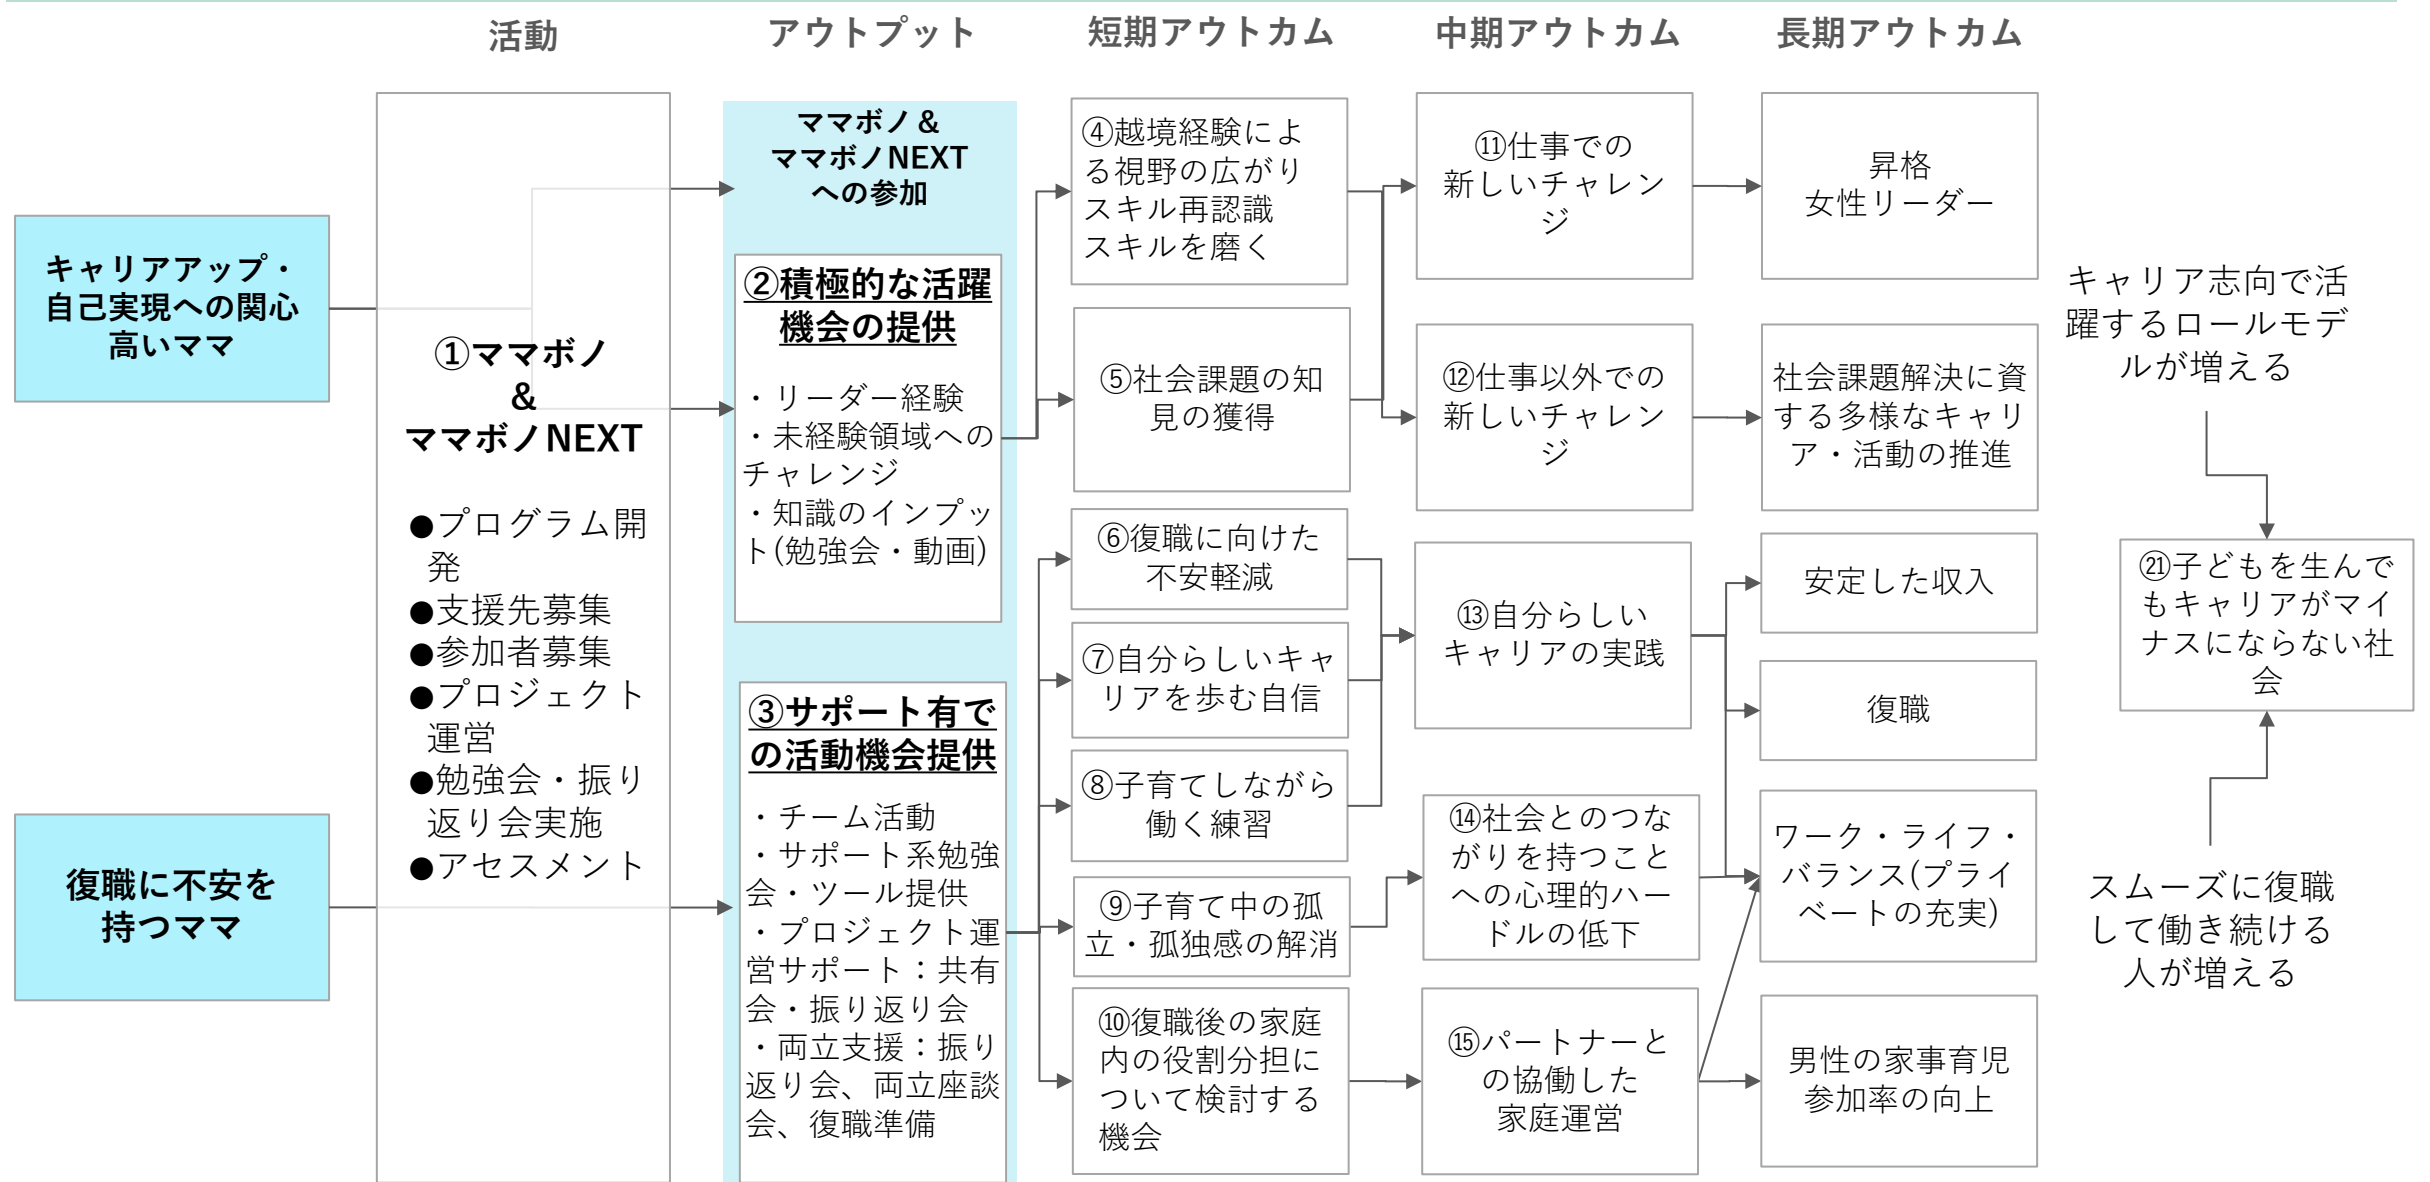 活動
アウトプット
短期アウトカム
中期アウトカム
長期アウトカム
キャリアアップ・
自己実現への関心
高いママ
復職に不安を
持つママ
①ママボノ
&
ママボノNEXT
●プログラム開
発
●支援先募集
●参加者募集
●プロジェクト
運営
●勉強会・振り
返り会実施
●アセスメント
ママボノ＆
ママボノNEXT
への参加
②積極的な活躍
機会の提供
・リーダー経験
・未経験領域への
チャレンジ
・知識のインプッ
ト(勉強会・動画)
③サポート有で
の活動機会提供
・チーム活動
・サポート系勉強
会・ツール提供
・プロジェクト運
営サポート：共有
会・振り返り会
・両立支援：振り
返り会、両立座談
会、復職準備
④越境経験によ
る視野の広がり
スキル再認識
スキルを磨く
⑤社会課題の知
見の獲得
⑥復職に向けた
不安軽減
⑦自分らしいキャ
リアを歩む自信
⑧子育てしながら
働く練習
⑨子育て中の孤
立・孤独感の解消
⑩復職後の家庭
内の役割分担に
ついて検討する
機会
⑪仕事での
新しいチャレン
ジ
⑫仕事以外での
新しいチャレン
ジ
⑬自分らしい
キャリアの実践
⑭社会とのつな
がりを持つこと
への心理的ハー
ドルの低下
⑮パートナーと
の協働した
家庭運営
昇格
女性リーダー
社会課題解決に資
する多様なキャリ
ア・活動の推進
安定した収入
復職
ワーク・ライフ・
バランス(プライ
ベートの充実)
男性の家事育児
参加率の向上
キャリア志向で活
躍するロールモデ
ルが増える
㉑子どもを生んで
もキャリアがマイ
ナスにならない社
会
スムーズに復職
して働き続ける
人が増える